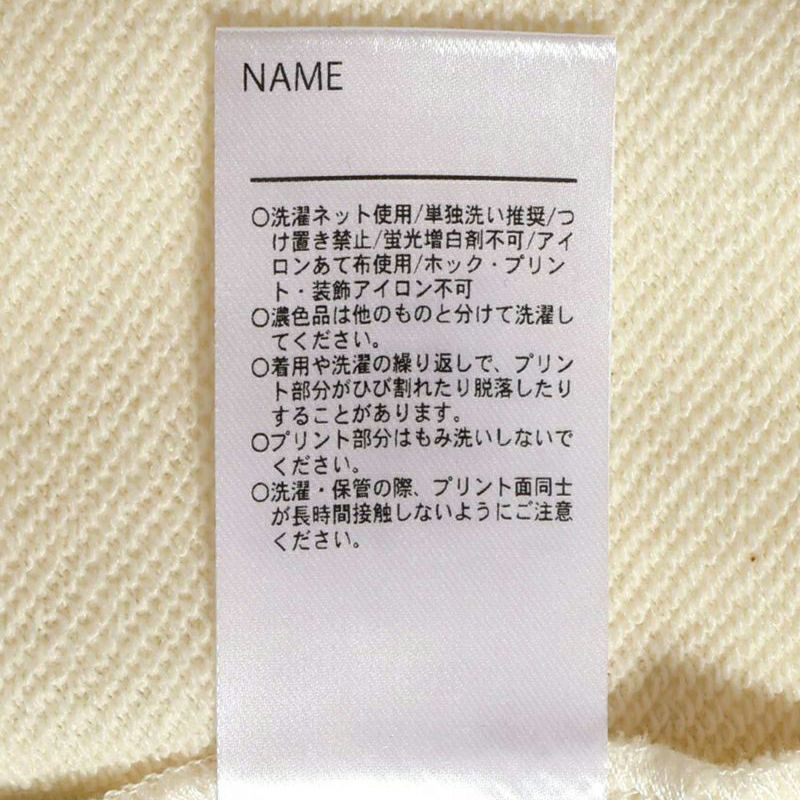 NAME
○洗濯ネット使用/単独洗い推奨/つ
け置き禁止/蛍光増白剤不可/アイ
ロンあて布使用/ホック・プリン
ト・装飾アイロン不可
○濃色品は他のものと分けて洗濯し
てください。
○着用や洗濯の繰り返しで、プリン
ト部分がひび割れたり脱落したり
することがあります。
○プリント部分はもみ洗いしないで
ください。
○洗濯・保管の際、プリント面同士
が長時間接触しないようにご注意
ください。